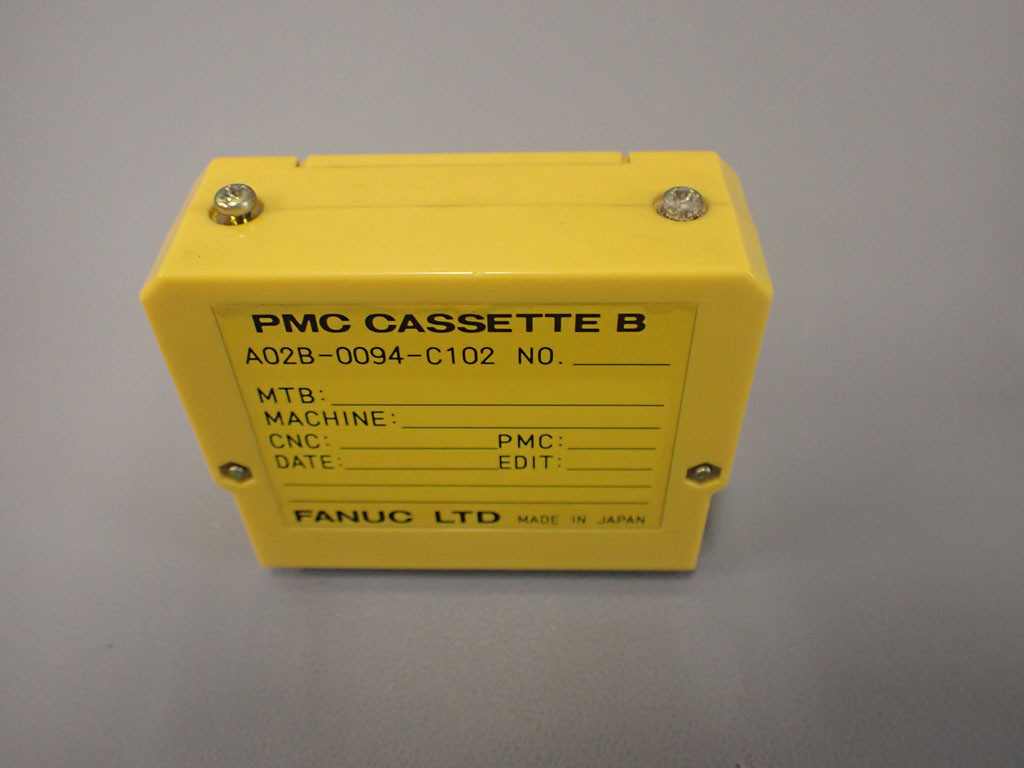 PMC CASSETTE B
A02B-0094-C102 NO.
MTB:
MACHINE:
CNC: PMC:
DATE: EDIT:
FANUC LTD MADE IN JAPAN